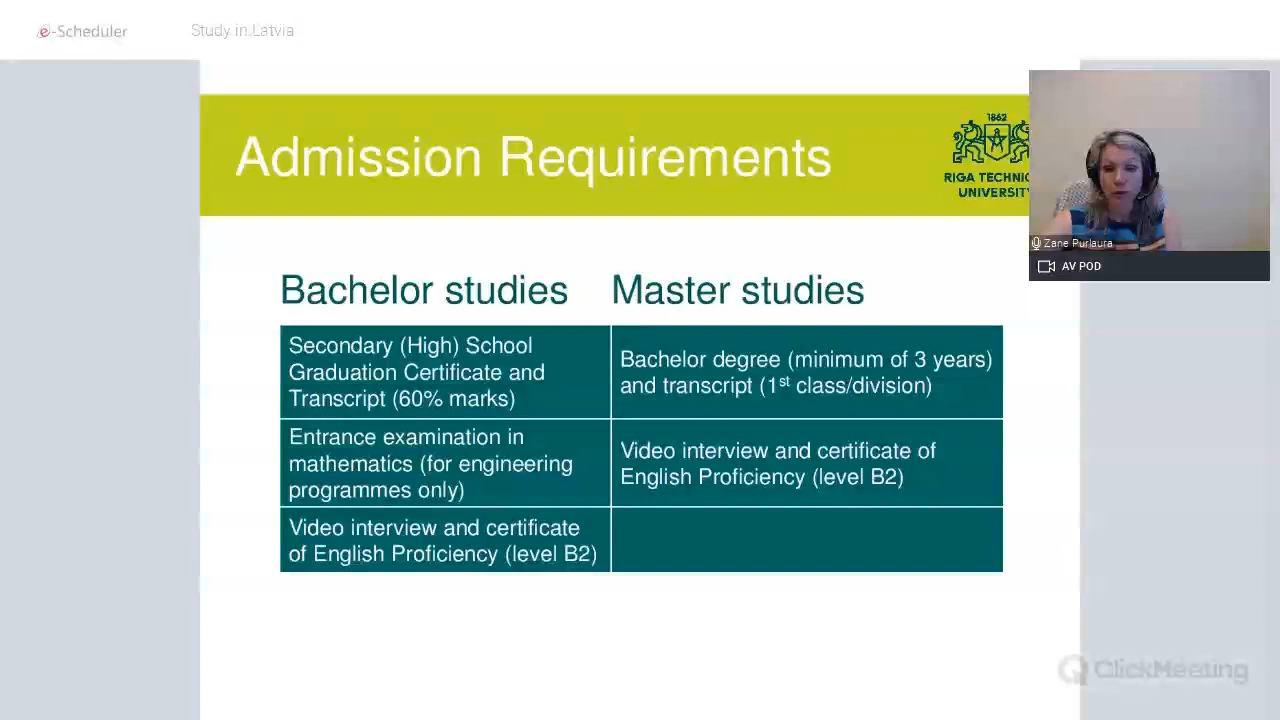 e-Scheduler
Study in Latvia
Admission Requirements
1862
RIGA TECHNIC
UNIVERSITY
Zane Purlaura
AV POD
Bachelor studies
Master studies
Secondary (High) School
Graduation Certificate and
Transcript (60% marks)
Bachelor degree (minimum of 3 years)
and transcript (1st class/division)
Entrance examination in
mathematics (for engineering
programmes only)
Video interview and certificate of
English Proficiency (level B2)
Video interview and certificate
of English Proficiency (level B2)
ClickMeeting